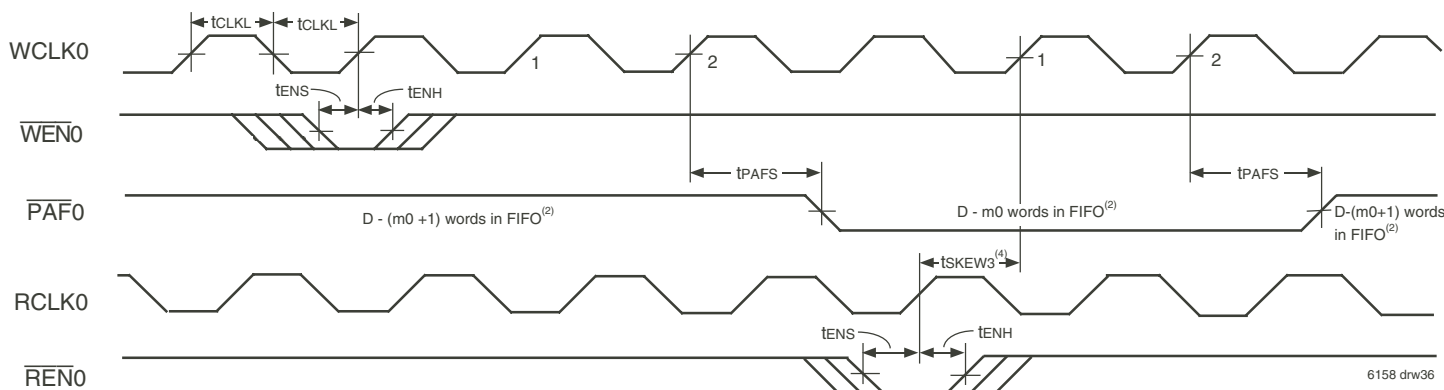 tCLKL tCLKL
WCLK0
1 2 1 2
tENS tENH
WEN0
tPAFS tPAFS
PAF0
D - (m0 +1) words in FIFO(2) D - m0 words in FIFO(2) D-(m0+1) words
in FIFO(2)
tSKEW3(4)
RCLK0
tENS tENH
REN0
6158 drw36